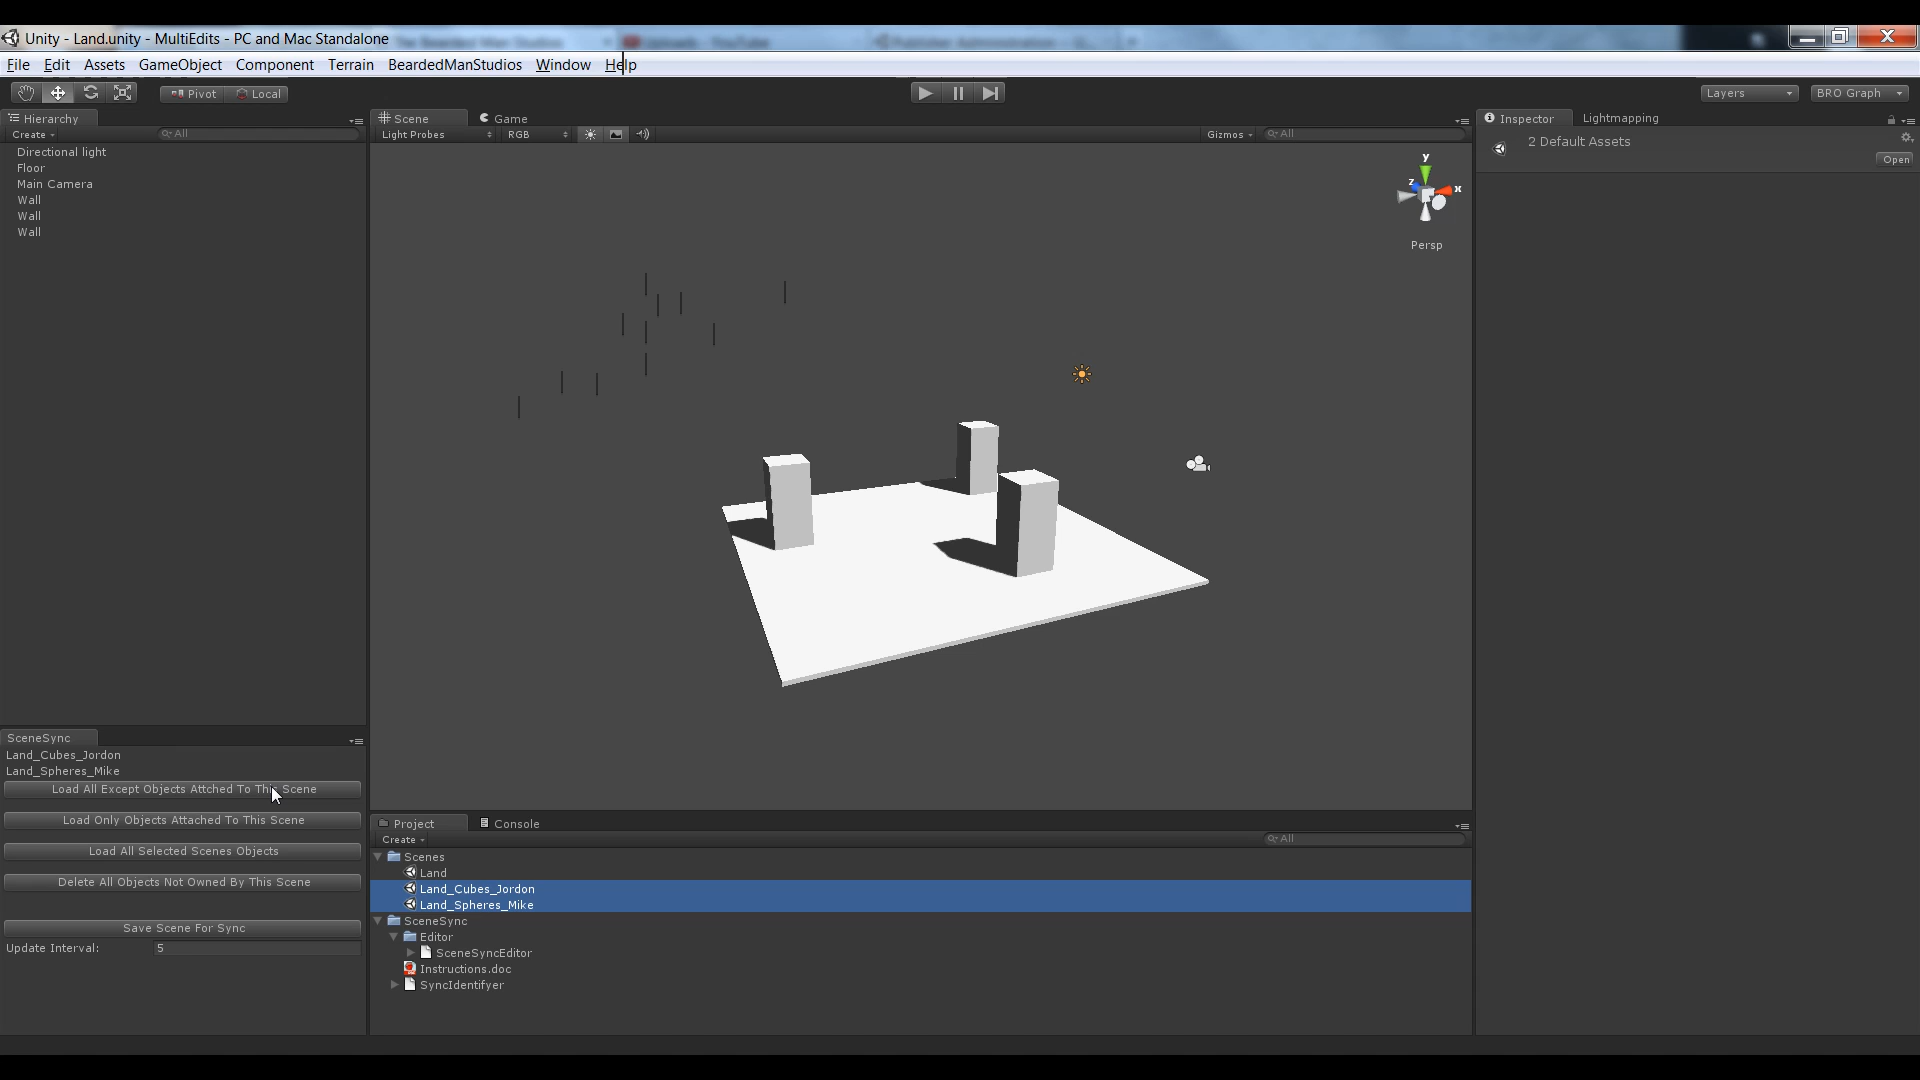 Unity - Land.unity - MultiEdits - PC and Mac Standalone
File Edit Assets GameObject Component Terrain BeardedManStudios Window Help
Pivot Local Layers BRO Graph
Hierarchy
Create All
Directional light
Floor
Main Camera
Wall
Wall
Wall
Scene Game
Light Probes RGB Gizmos All
y
z x
Persp
Inspector Lightmapping
2 Default Assets
Open
SceneSync
Land_Cubes_Jordon
Land_Spheres_Mike
Load All Except Objects Attched To This Scene
Load Only Objects Attached To This Scene
Load All Selected Scenes Objects
Delete All Objects Not Owned By This Scene
Save Scene For Sync
Update Interval: 5
Project Console
Create All
Scenes
Land
Land_Cubes_Jordon
Land_Spheres_Mike
SceneSync
Editor
SceneSyncEditor
Instructions.doc
SyncIdentifyer